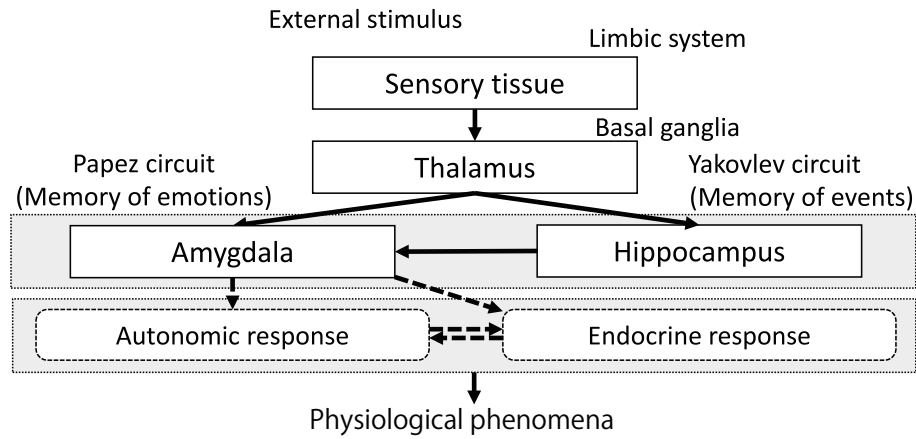 External stimulus
Limbic system
Sensory tissue
Basal ganglia
Thalamus
Papez circuit
(Memory of emotions)
Yakovlev circuit
(Memory of events)
Amygdala
Hippocampus
Autonomic response
Endocrine response
Physiological phenomena